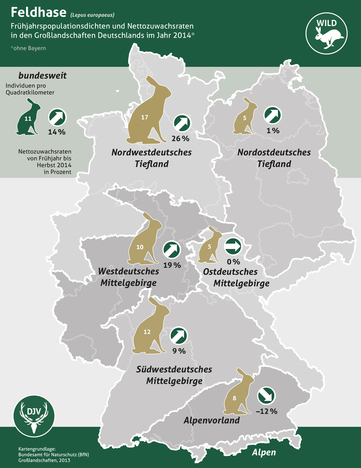 Feldhase (Lepus europaeus)
Frühjahrspopulationsdichten und Nettozuwachsraten
in den Großlandschaften Deutschlands im Jahr 2014*
*ohne Bayern
WILD
bundesweit
Individuen pro
Quadratkilometer
11
14 %
Nettozuwachsraten
von Frühjahr bis
Herbst 2014
in Prozent
17
26 %
Nordwestdeutsches
Tiefland
5
1 %
Nordostdeutsches
Tiefland
10
19 %
Westdeutsches
Mittelgebirge
5
0 %
Ostdeutsches
Mittelgebirge
12
9 %
Südwestdeutsches
Mittelgebirge
8
–12 %
Alpenvorland
Alpen
DJV
Kartengrundlage:
Bundesamt für Naturschutz (BfN)
Großlandschaften, 2013